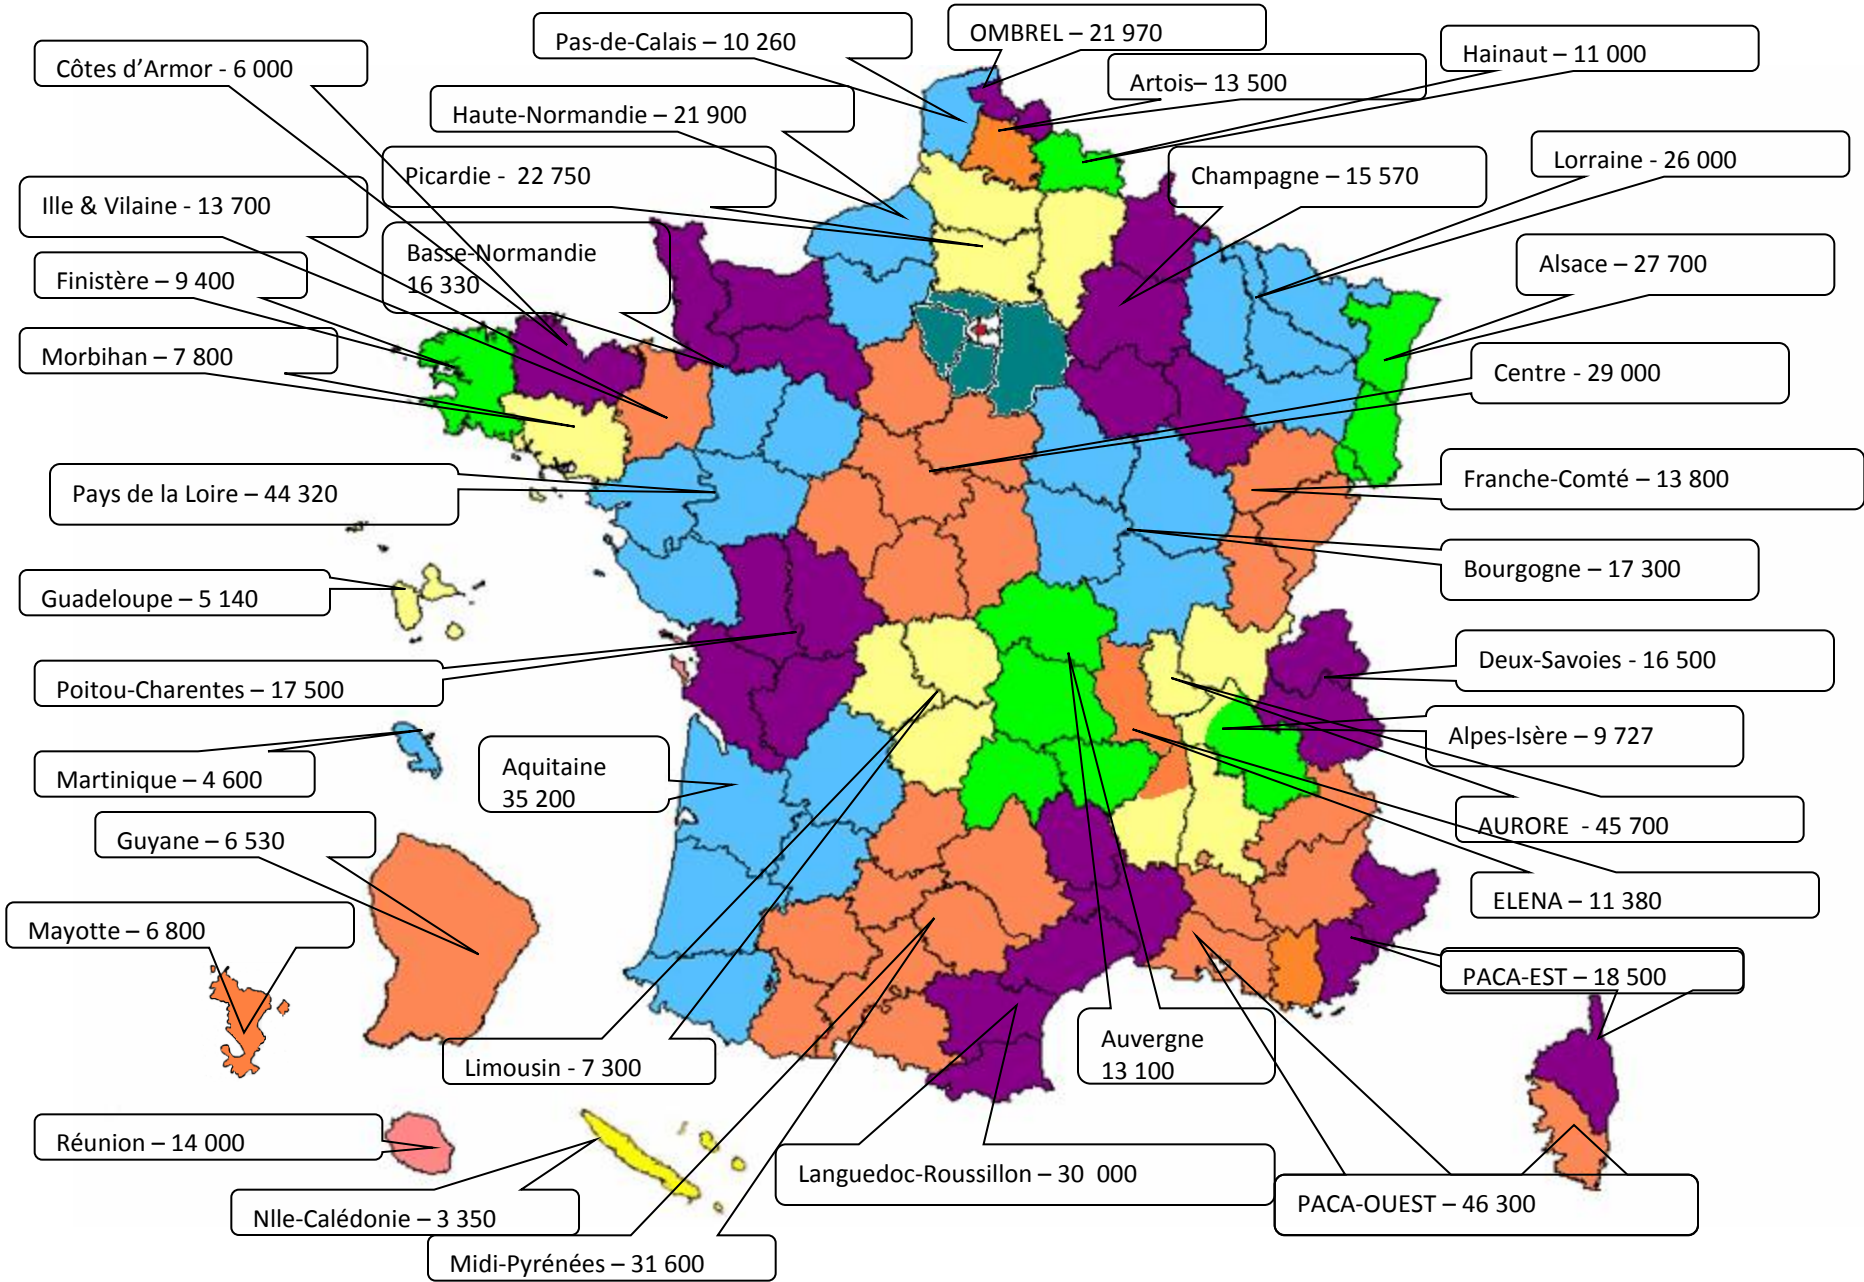 Pas-de-Calais – 10 260
OMBREL – 21 970
Hainaut – 11 000
Côtes d’Armor - 6 000
Artois– 13 500
Haute-Normandie – 21 900
Lorraine - 26 000
Picardie - 22 750
Champagne – 15 570
Ille & Vilaine - 13 700
Basse-Normandie
16 330
Alsace – 27 700
Finistère – 9 400
Morbihan – 7 800
Centre - 29 000
Pays de la Loire – 44 320
Franche-Comté – 13 800
Bourgogne – 17 300
Guadeloupe – 5 140
Deux-Savoies - 16 500
Poitou-Charentes – 17 500
Alpes-Isère – 9 727
Martinique – 4 600
Aquitaine
35 200
AURORE - 45 700
Guyane – 6 530
ELENA – 11 380
Mayotte – 6 800
PACA-EST – 18 500
Limousin - 7 300
Auvergne
13 100
Réunion – 14 000
Languedoc-Roussillon – 30 000
PACA-OUEST – 46 300
Nlle-Calédonie – 3 350
Midi-Pyrénées – 31 600